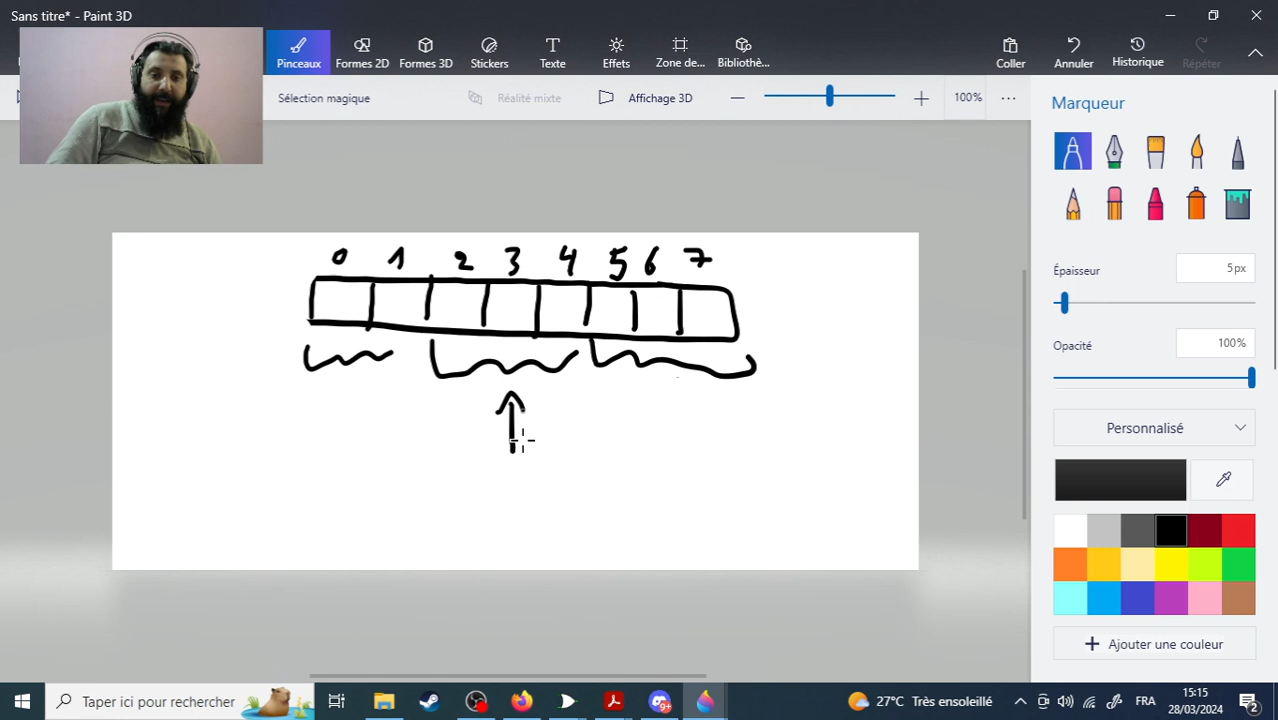 Sans titre* - Paint 3D
Pinceaux
Formes 2D
Formes 3D
Stickers
Texte
Effets
Zone de...
Bibliothè...
Coller
Annuler
Historique
Répéter
Sélection magique
Réalité mixte
Affichage 3D
100%
Marqueur
Épaisseur
5px
Opacité
100%
Personnalisé
Ajouter une couleur
0 1 2 3 4 5 6 7
Taper ici pour rechercher
9+
27°C Très ensoleillé
FRA
15:15
28/03/2024
2